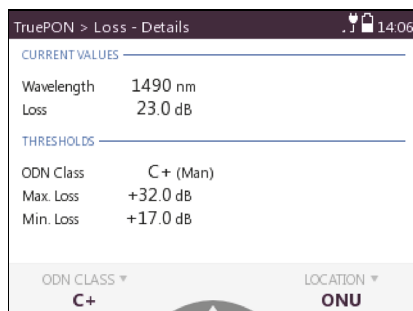 TruePON > Loss - Details 14:06
CURRENT VALUES
Wavelength 1490 nm
Loss 23.0 dB
THRESHOLDS
ODN Class C+ (Man)
Max. Loss +32.0 dB
Min. Loss +17.0 dB
ODN CLASS ▼ LOCATION ▼
C+ ONU